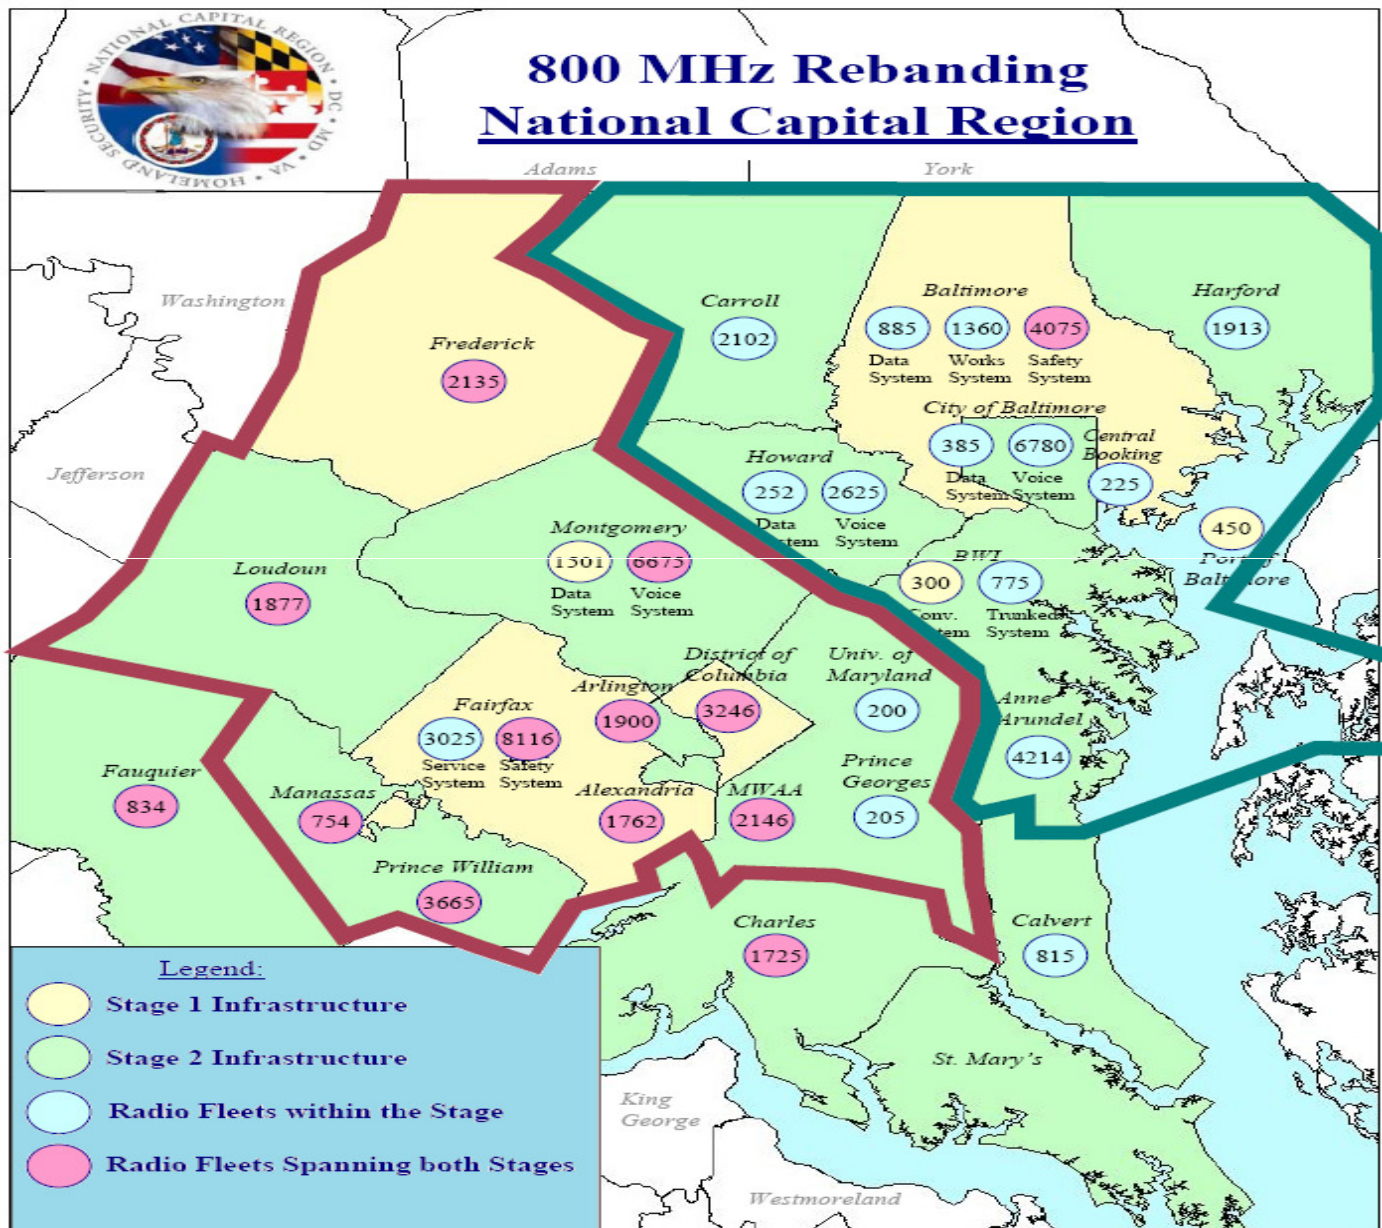 NATIONAL CAPITAL REGION • DC • MD • VA • HOMELAND SECURITY •
800 MHz Rebanding
National Capital Region
Adams
York
Washington
Jefferson
Frederick
2135
Carroll
2102
Baltimore
885
1360
4075
Data
System
Works
System
Safety
System
Harford
1913
City of Baltimore
385
6780
Data
System
Voice
System
Central
Booking
225
Howard
252
2625
Data
stem
Voice
System
450
Port of
Baltimore
Montgomery
1501
6675
Data
System
Voice
System
Loudoun
1877
BWI
300
775
Conv.
stem
Trunked
System
District of
Columbia
3246
Univ. of
Maryland
200
Arlington
1900
Fairfax
3025
8116
Service
System
Safety
System
Anne
Arundel
4214
Prince
Georges
205
Fauquier
834
Manassas
754
Alexandria
1762
MWAA
2146
Prince William
3665
Charles
1725
Calvert
815
St. Mary's
King
George
Westmoreland
Legend:
Stage 1 Infrastructure
Stage 2 Infrastructure
Radio Fleets within the Stage
Radio Fleets Spanning both Stages